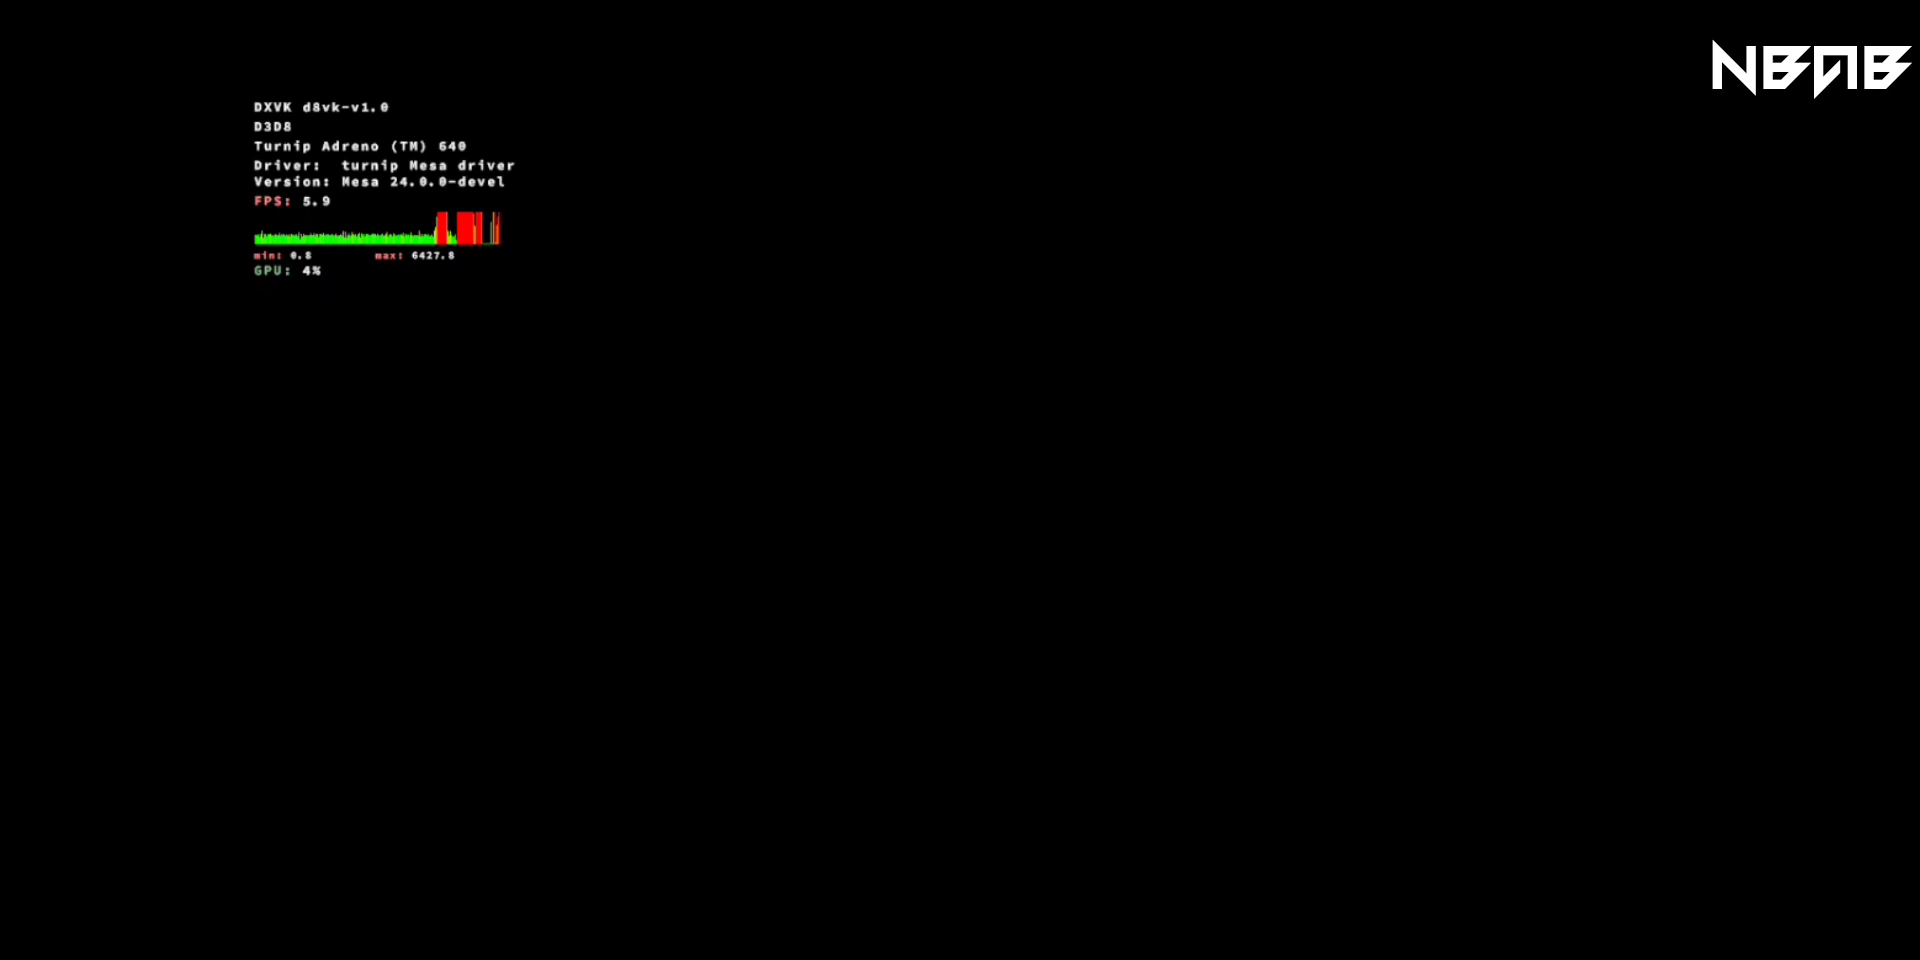 NBAB
DXVK d8vk-v1.0
D3D8
Turnip Adreno (TM) 640
Driver: turnip Mesa driver
Version: Mesa 24.0.0-devel
FPS: 5.9
min: 0.8 max: 6427.8
GPU: 4%